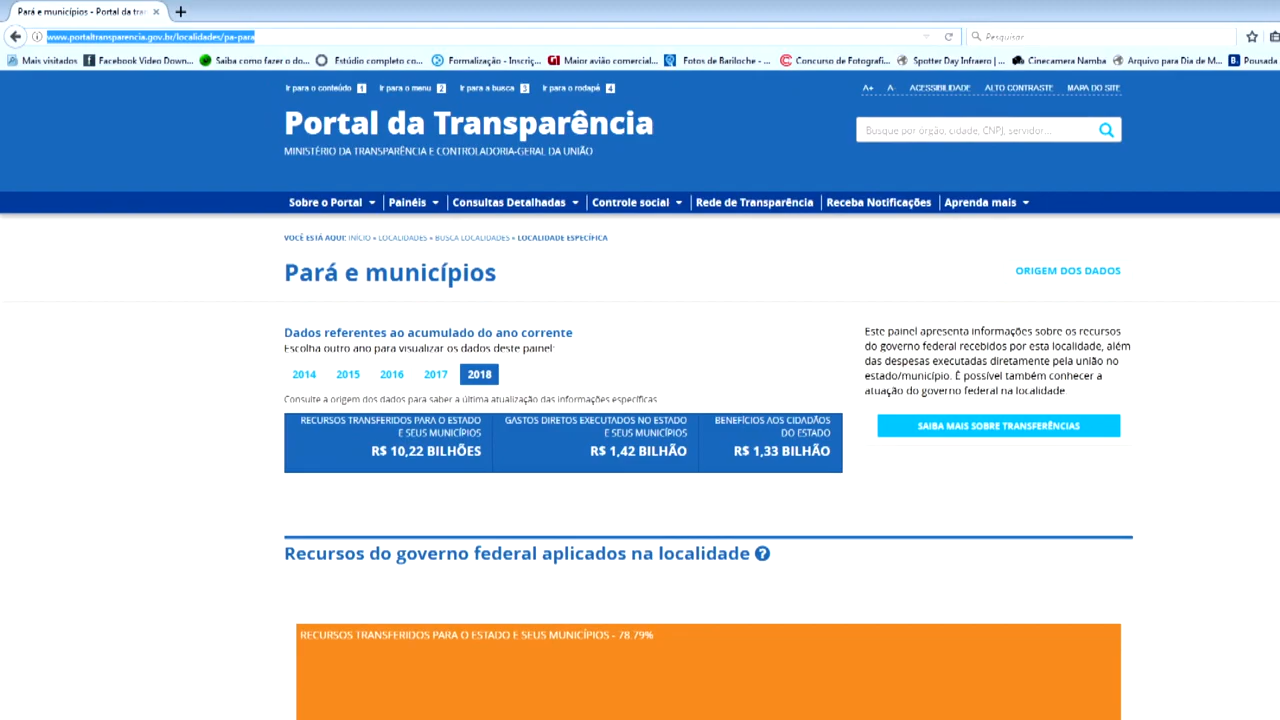 Pará e municípios - Portal da tran
www.portaltransparencia.gov.br/localidades/pa-para
Pesquisar
Mais visitados
Facebook Video Down...
Saiba como fazer o do...
Estúdio completo co...
Formalização - Inscriç...
Maior avião comercial...
Fotos de Bariloche - ...
Concurso de Fotografi...
Spotter Day Infraero |...
Cinecamera Namba
Arquivo para Dia de M...
Pousada
Ir para o conteúdo 1 Ir para o menu 2 Ir para a busca 3 Ir para o rodapé 4
A+ A- ACESSIBILIDADE ALTO CONTRASTE MAPA DO SITE
Portal da Transparência
MINISTÉRIO DA TRANSPARÊNCIA E CONTROLADORIA-GERAL DA UNIÃO
Busque por órgão, cidade, CNPJ, servidor...
Sobre o Portal Painéis Consultas Detalhadas Controle social Rede de Transparência Receba Notificações Aprenda mais
VOCÊ ESTÁ AQUI: INÍCIO » LOCALIDADES » BUSCA LOCALIDADES » LOCALIDADE ESPECÍFICA
Pará e municípios
ORIGEM DOS DADOS
Dados referentes ao acumulado do ano corrente
Escolha outro ano para visualizar os dados deste painel:
2014 2015 2016 2017 2018
Consulte a origem dos dados para saber a última atualização das informações específicas
RECURSOS TRANSFERIDOS PARA O ESTADO
E SEUS MUNICÍPIOS
R$ 10,22 BILHÕES
GASTOS DIRETOS EXECUTADOS NO ESTADO
E SEUS MUNICÍPIOS
R$ 1,42 BILHÃO
BENEFÍCIOS AOS CIDADÃOS
DO ESTADO
R$ 1,33 BILHÃO
Este painel apresenta informações sobre os recursos
do governo federal recebidos por esta localidade, além
das despesas executadas diretamente pela união no
estado/município. É possível também conhecer a
atuação do governo federal na localidade.
SAIBA MAIS SOBRE TRANSFERÊNCIAS
Recursos do governo federal aplicados na localidade ?
RECURSOS TRANSFERIDOS PARA O ESTADO E SEUS MUNICÍPIOS - 78.79%